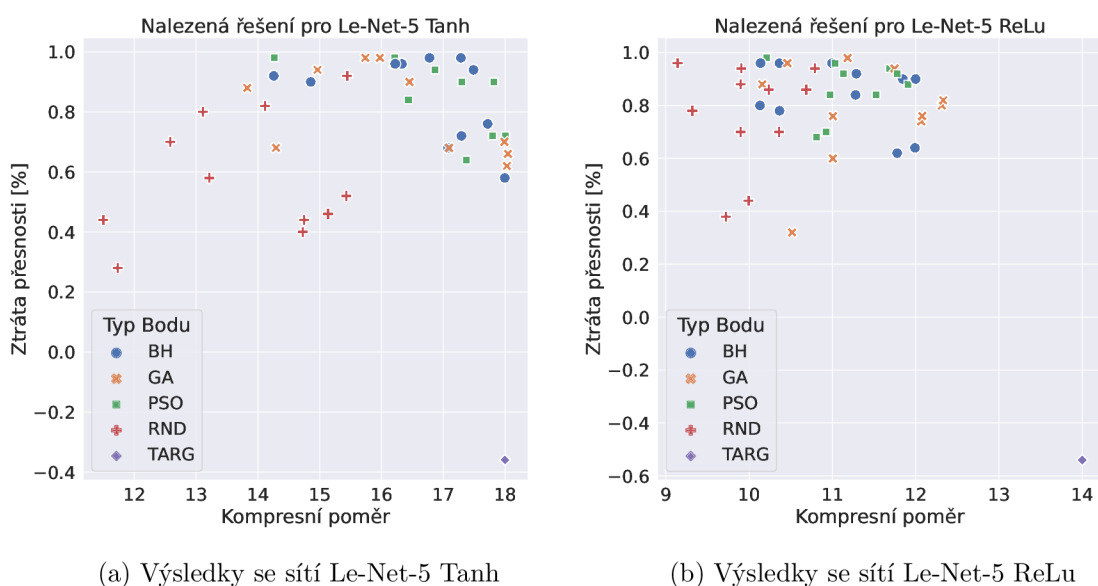 Nalezená řešení pro Le-Net-5 Tanh
1.0
0.8
0.6
0.4
0.2
0.0
−0.2
−0.4
Ztráta přesnosti [%]
Typ Bodu
BH
GA
PSO
RND
TARG
12 13 14 15 16 17 18
Kompresní poměr
(a) Výsledky se sítí Le-Net-5 Tanh
Nalezená řešení pro Le-Net-5 ReLu
1.0
0.8
0.6
0.4
0.2
0.0
−0.2
−0.4
−0.6
Ztráta přesnosti [%]
Typ Bodu
BH
GA
PSO
RND
TARG
9 10 11 12 13 14
Kompresní poměr
(b) Výsledky se sítí Le-Net-5 ReLu